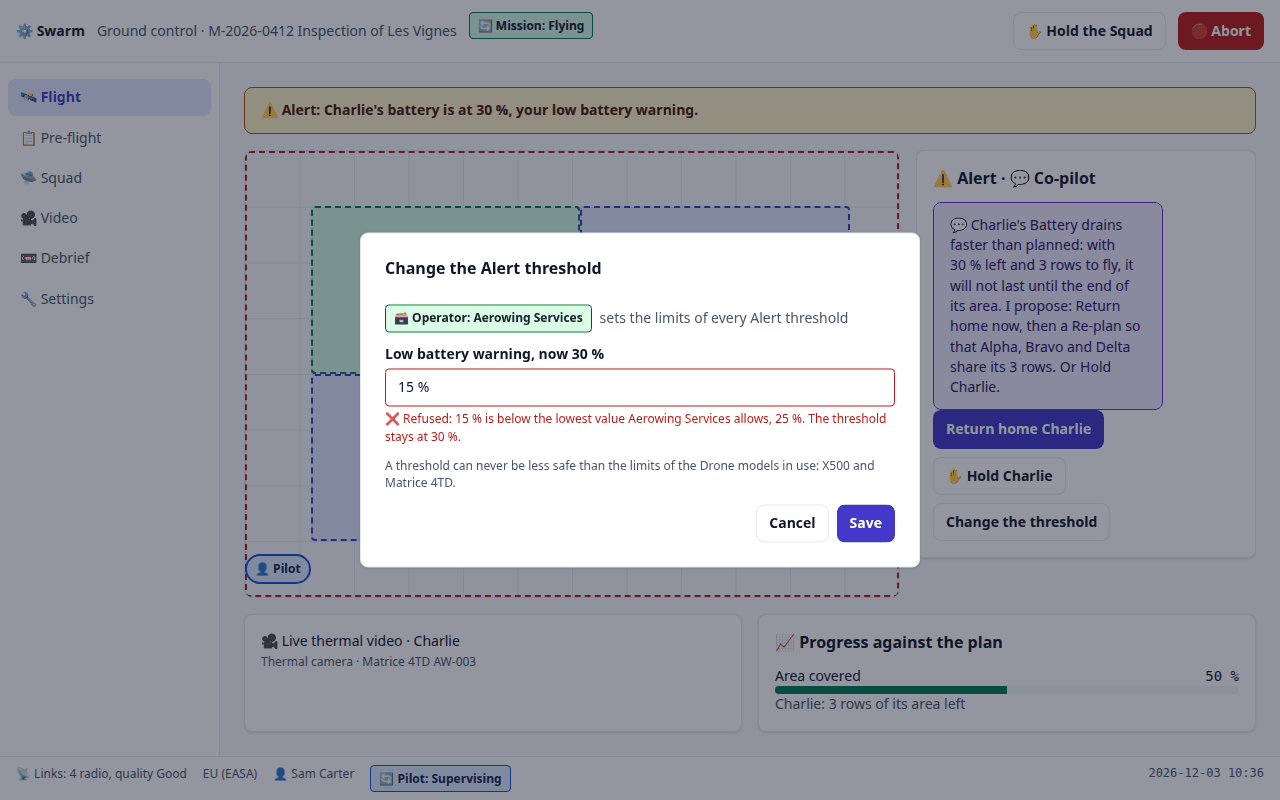 Swarm Ground control · M-2026-0412 Inspection of Les Vignes Mission: Flying Hold the Squad Abort
Flight
Pre-flight
Squad
Video
Debrief
Settings
Alert: Charlie's battery is at 30 %, your low battery warning.
Pilot
Alert · Co-pilot
Charlie's Battery drains
faster than planned: with
30 % left and 3 rows to fly, it
will not last until the end of
its area. I propose: Return
home now, then a Re-plan so
that Alpha, Bravo and Delta
share its 3 rows. Or Hold
Charlie.
Return home Charlie
Hold Charlie
Change the threshold
Change the Alert threshold
Operator: Aerowing Services sets the limits of every Alert threshold
Low battery warning, now 30 %
15 %
❌ Refused: 15 % is below the lowest value Aerowing Services allows, 25 %. The threshold
stays at 30 %.
A threshold can never be less safe than the limits of the Drone models in use: X500 and
Matrice 4TD.
Cancel Save
Live thermal video · Charlie
Thermal camera · Matrice 4TD AW-003
Progress against the plan
Area covered 50 %
Charlie: 3 rows of its area left
Links: 4 radio, quality Good EU (EASA) Sam Carter Pilot: Supervising 2026-12-03 10:36